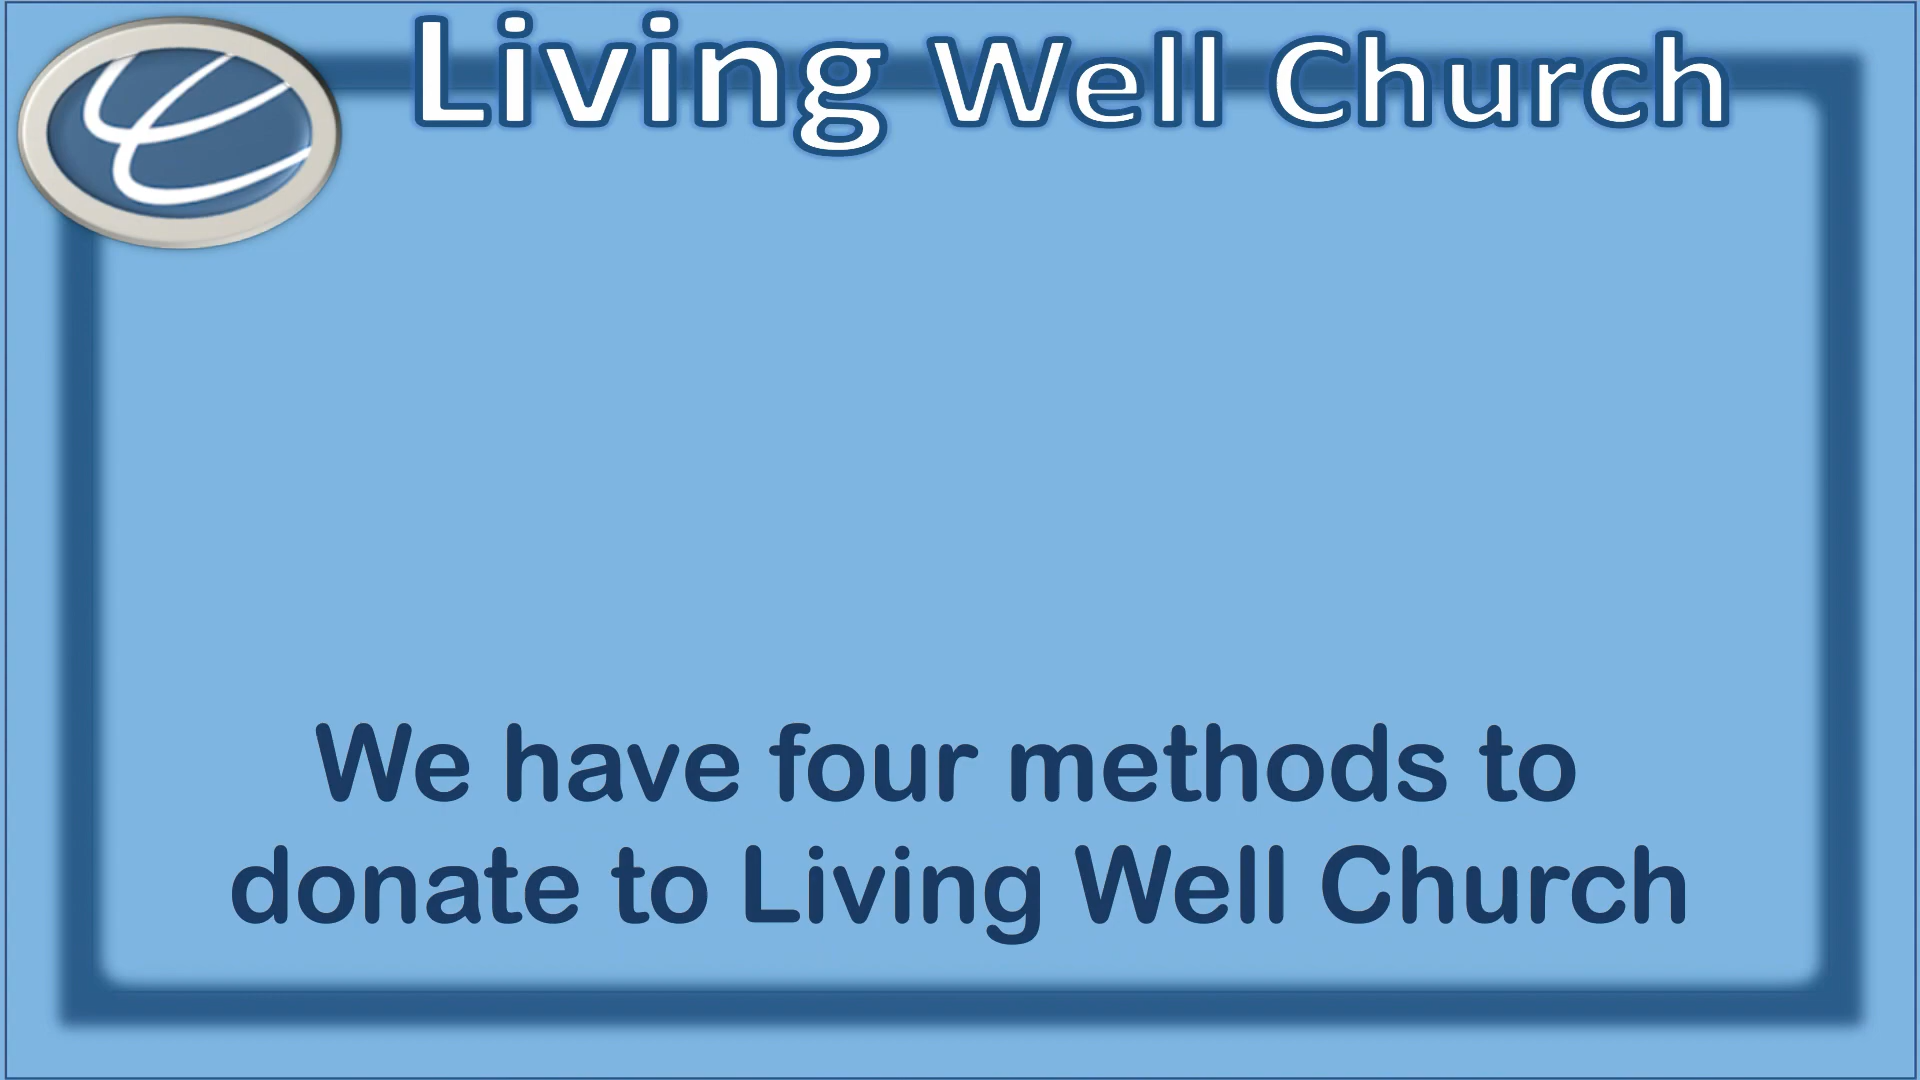 Living Well Church
We have four methods to
donate to Living Well Church